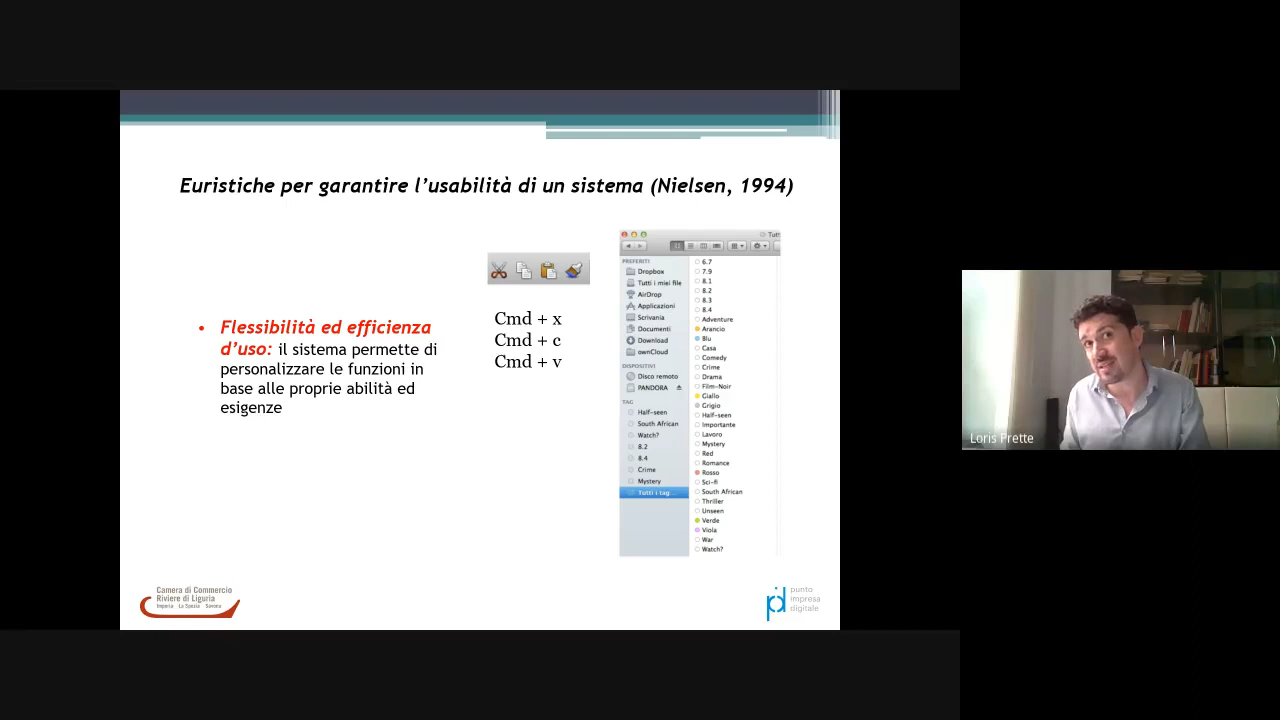 Euristiche per garantire l'usabilità di un sistema (Nielsen, 1994)
• Flessibilità ed efficienza
d'uso: il sistema permette di
personalizzare le funzioni in
base alle proprie abilità ed
esigenze
Cmd + x
Cmd + c
Cmd + v
Tutt
PREFERITI
Dropbox
Tutti i miei file
AirDrop
Applicazioni
Scrivania
Documenti
Download
ownCloud
DISPOSITIVI
Disco remoto
PANDORA
TAG
Half-seen
South African
Watch?
8.2
8.4
Crime
Mystery
Tutti i tag...
6.7
7.9
8.1
8.2
8.3
8.4
Adventure
Arancio
Blu
Casa
Comedy
Crime
Drama
Film-Noir
Giallo
Grigio
Half-seen
Importante
Lavoro
Mystery
Red
Romance
Rosso
Sci-fi
South African
Thriller
Unseen
Verde
Viola
War
Watch?
Camera di Commercio
Riviere di Liguria
Imperia La Spezia Savona
pid
punto
impresa
digitale
Loris Prette